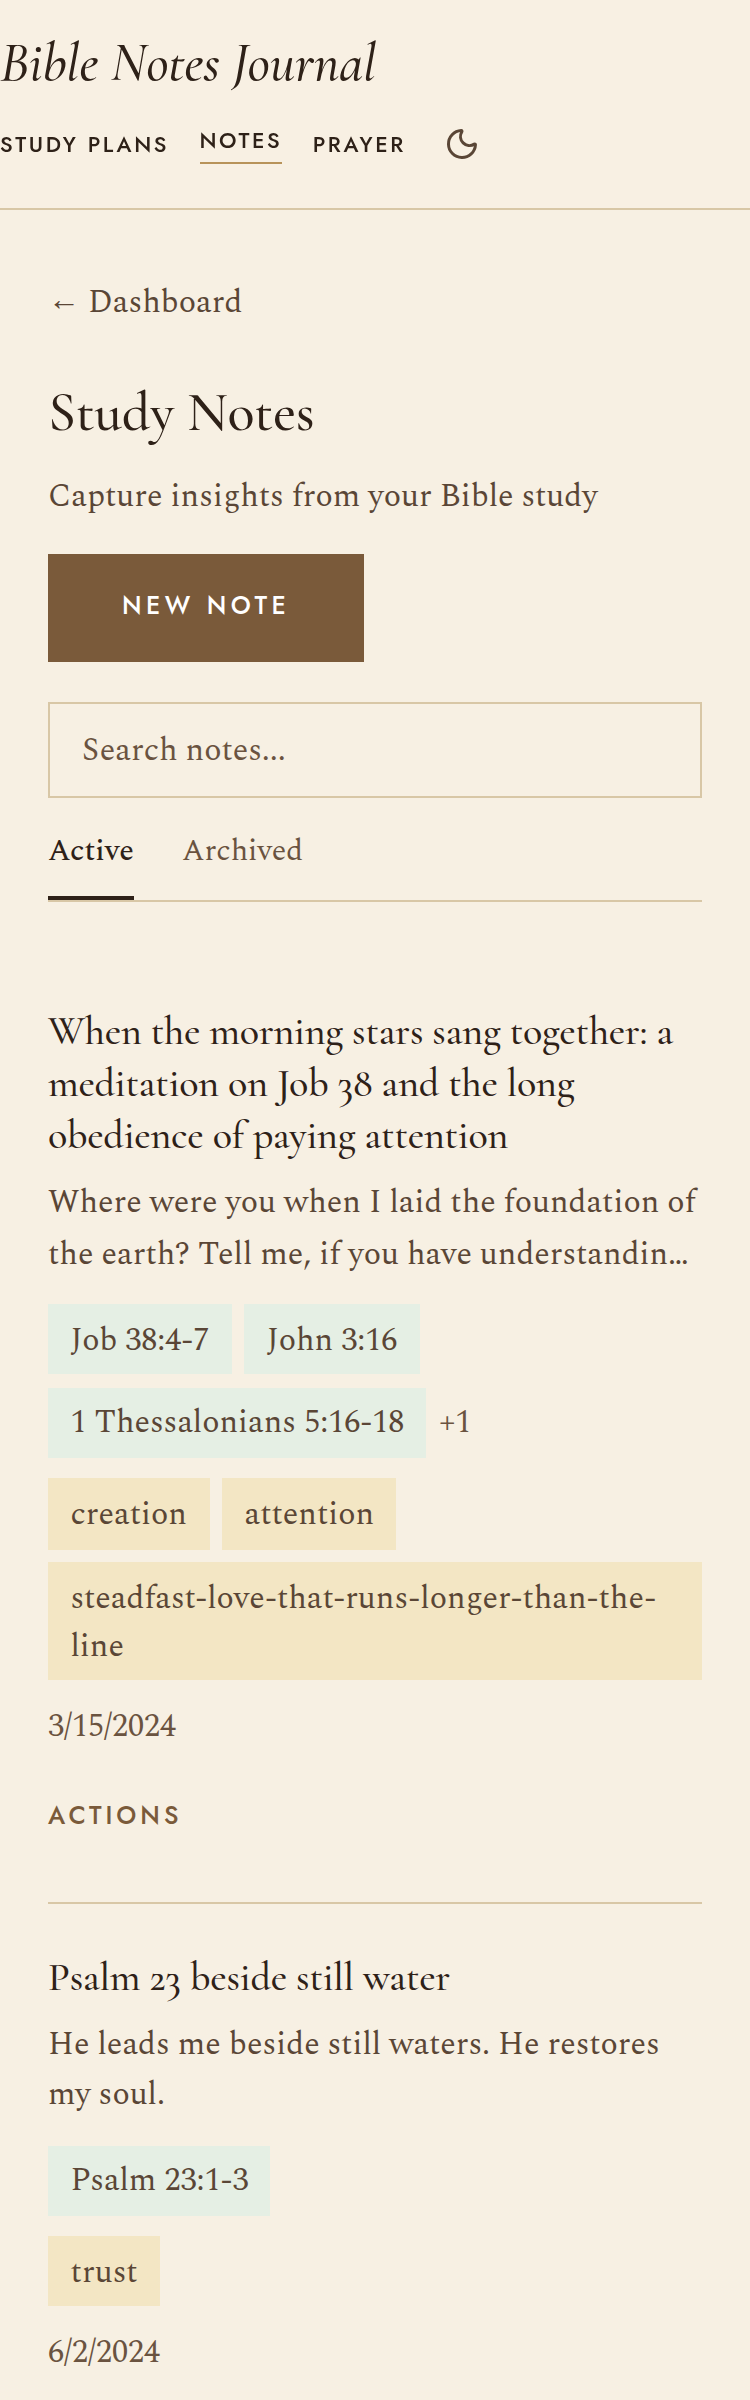 Bible Notes Journal
STUDY PLANS NOTES PRAYER
← Dashboard
Study Notes
Capture insights from your Bible study
NEW NOTE
Search notes...
Active Archived
When the morning stars sang together: a
meditation on Job 38 and the long
obedience of paying attention
Where were you when I laid the foundation of
the earth? Tell me, if you have understandin...
Job 38:4-7 John 3:16
1 Thessalonians 5:16-18 +1
creation attention
steadfast-love-that-runs-longer-than-the-
line
3/15/2024
ACTIONS
Psalm 23 beside still water
He leads me beside still waters. He restores
my soul.
Psalm 23:1-3
trust
6/2/2024